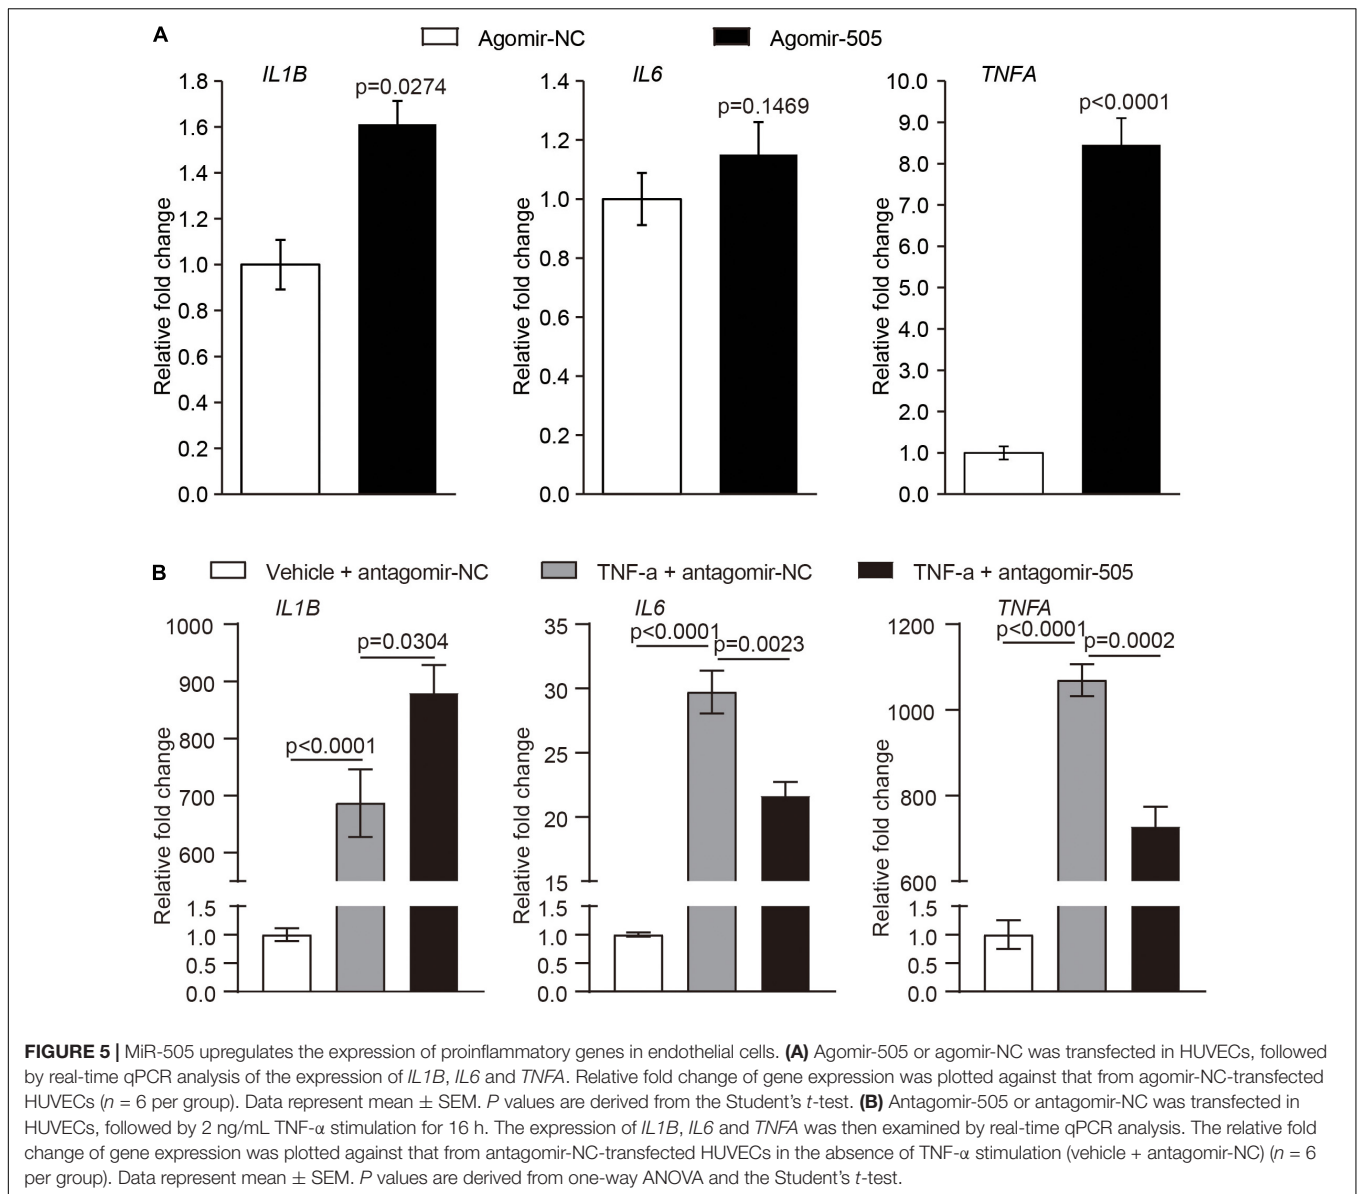 A
Agomir-NC
Agomir-505
IL1B
IL6
TNFA
p=0.0274
p=0.1469
p<0.0001
Relative fold change
1.8
1.6
1.4
1.2
1.0
0.8
0.6
0.4
0.2
0.0
Relative fold change
1.4
1.2
1.0
0.8
0.6
0.4
0.2
0.0
Relative fold change
10.0
9.0
8.0
7.0
6.0
5.0
4.0
3.0
2.0
1.0
0.0
B
Vehicle + antagomir-NC
TNF-a + antagomir-NC
TNF-a + antagomir-505
IL1B
Relative fold change
1000
900
800
700
600
1.5
1.0
0.5
0.0
p<0.0001
p=0.0304
IL6
Relative fold change
35
30
25
20
15
1.5
1.0
0.5
0.0
p<0.0001
p=0.0023
TNFA
Relative fold change
1200
1000
800
600
1.5
1.0
0.5
0.0
p<0.0001
p=0.0002
FIGURE 5 | MiR-505 upregulates the expression of proinflammatory genes in endothelial cells. (A) Agomir-505 or agomir-NC was transfected in HUVECs, followed
by real-time qPCR analysis of the expression of IL1B, IL6 and TNFA. Relative fold change of gene expression was plotted against that from agomir-NC-transfected
HUVECs (n = 6 per group). Data represent mean ± SEM. P values are derived from the Student's t-test. (B) Antagomir-505 or antagomir-NC was transfected in
HUVECs, followed by 2 ng/mL TNF-α stimulation for 16 h. The expression of IL1B, IL6 and TNFA was then examined by real-time qPCR analysis. The relative fold
change of gene expression was plotted against that from antagomir-NC-transfected HUVECs in the absence of TNF-α stimulation (vehicle + antagomir-NC) (n = 6
per group). Data represent mean ± SEM. P values are derived from one-way ANOVA and the Student's t-test.